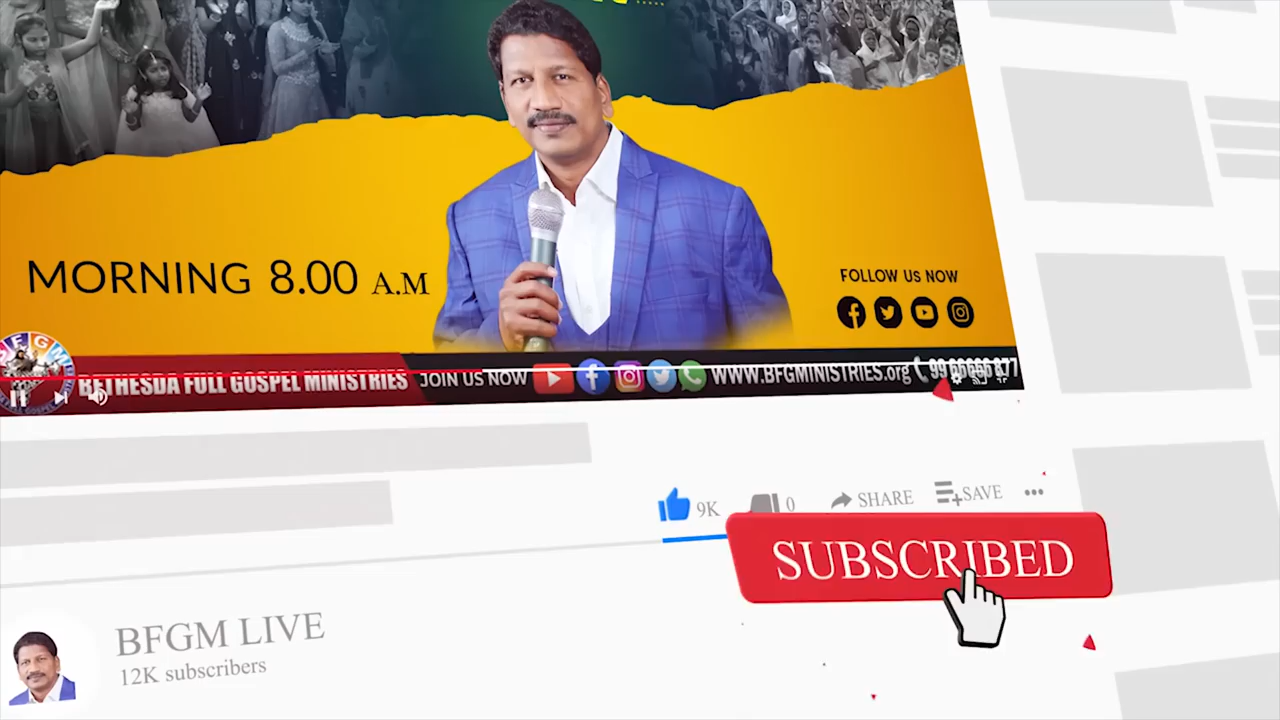 MORNING 8.00 A.M
FOLLOW US NOW
BFGM
BETHESDA FULL GOSPEL MINISTRIES
JOIN US NOW
WWW.BFGMINISTRIES.org
9K
0
SHARE
SAVE
SUBSCRIBED
BFGM LIVE
12K subscribers